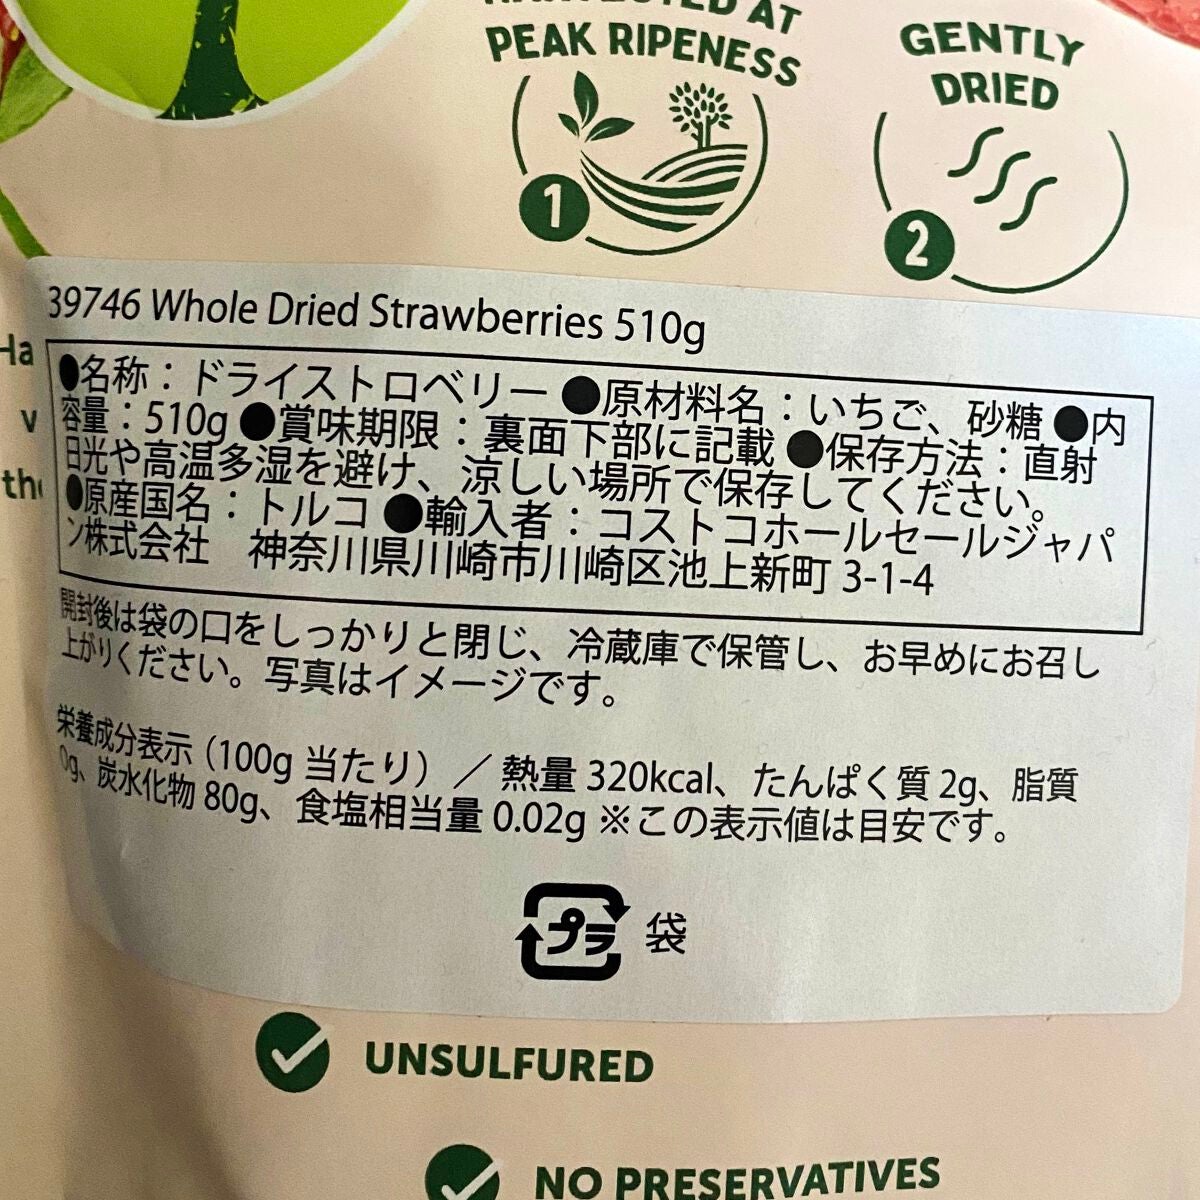 HARVESTED AT
PEAK RIPENESS
1
GENTLY
DRIED
2
39746 Whole Dried Strawberries 510g
●名称：ドライストロベリー ●原材料名：いちご、砂糖 ●内
容量：510g ●賞味期限：裏面下部に記載 ●保存方法：直射
日光や高温多湿を避け、涼しい場所で保存してください。
●原産国名：トルコ ●輸入者：コストコホールセールジャパ
ン株式会社　神奈川県川崎市川崎区池上新町 3-1-4
開封後は袋の口をしっかりと閉じ、冷蔵庫で保管し、お早めにお召し
上がりください。写真はイメージです。
栄養成分表示（100g 当たり）／熱量 320kcal、たんぱく質 2g、脂質
0g、炭水化物 80g、食塩相当量 0.02g ※この表示値は目安です。
プラ 袋
UNSULFURED
NO PRESERVATIVES